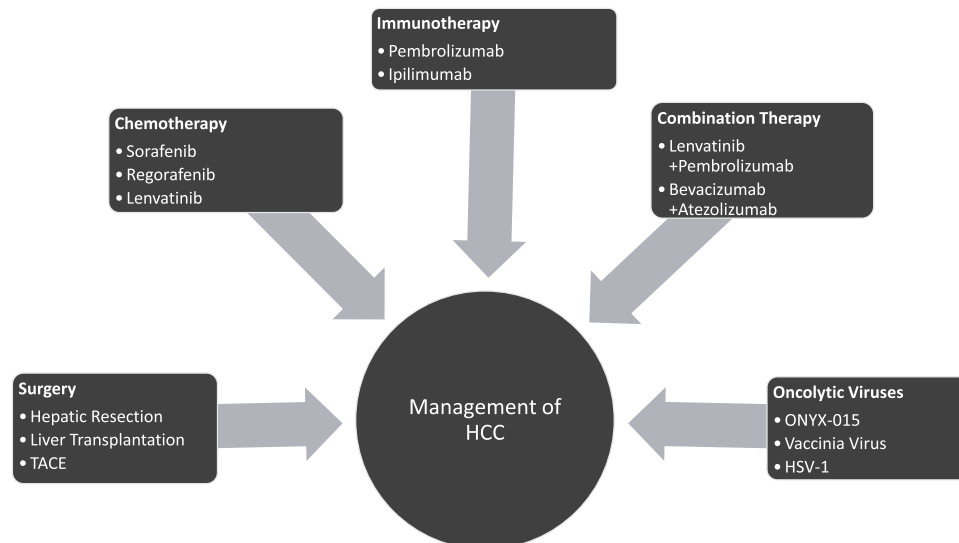 Immunotherapy
• Pembrolizumab
• Ipilimumab
Chemotherapy
• Sorafenib
• Regorafenib
• Lenvatinib
Combination Therapy
• Lenvatinib
+Pembrolizumab
• Bevacizumab
+Atezolizumab
Surgery
• Hepatic Resection
• Liver Transplantation
• TACE
Management of
HCC
Oncolytic Viruses
• ONYX-015
• Vaccinia Virus
• HSV-1